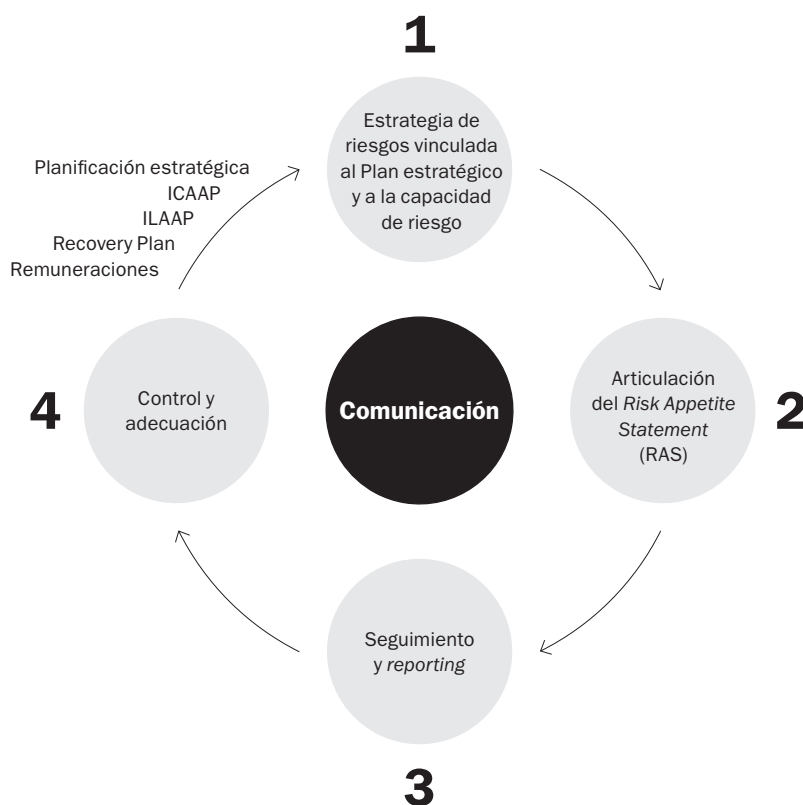 1
Estrategia de
riesgos vinculada
al Plan estratégico
y a la capacidad
de riesgo
Planificación estratégica
ICAAP
ILAAP
Recovery Plan
Remuneraciones
4
Control y
adecuación
Comunicación
Articulación
del Risk Appetite
Statement
(RAS)
2
Seguimiento
y reporting
3